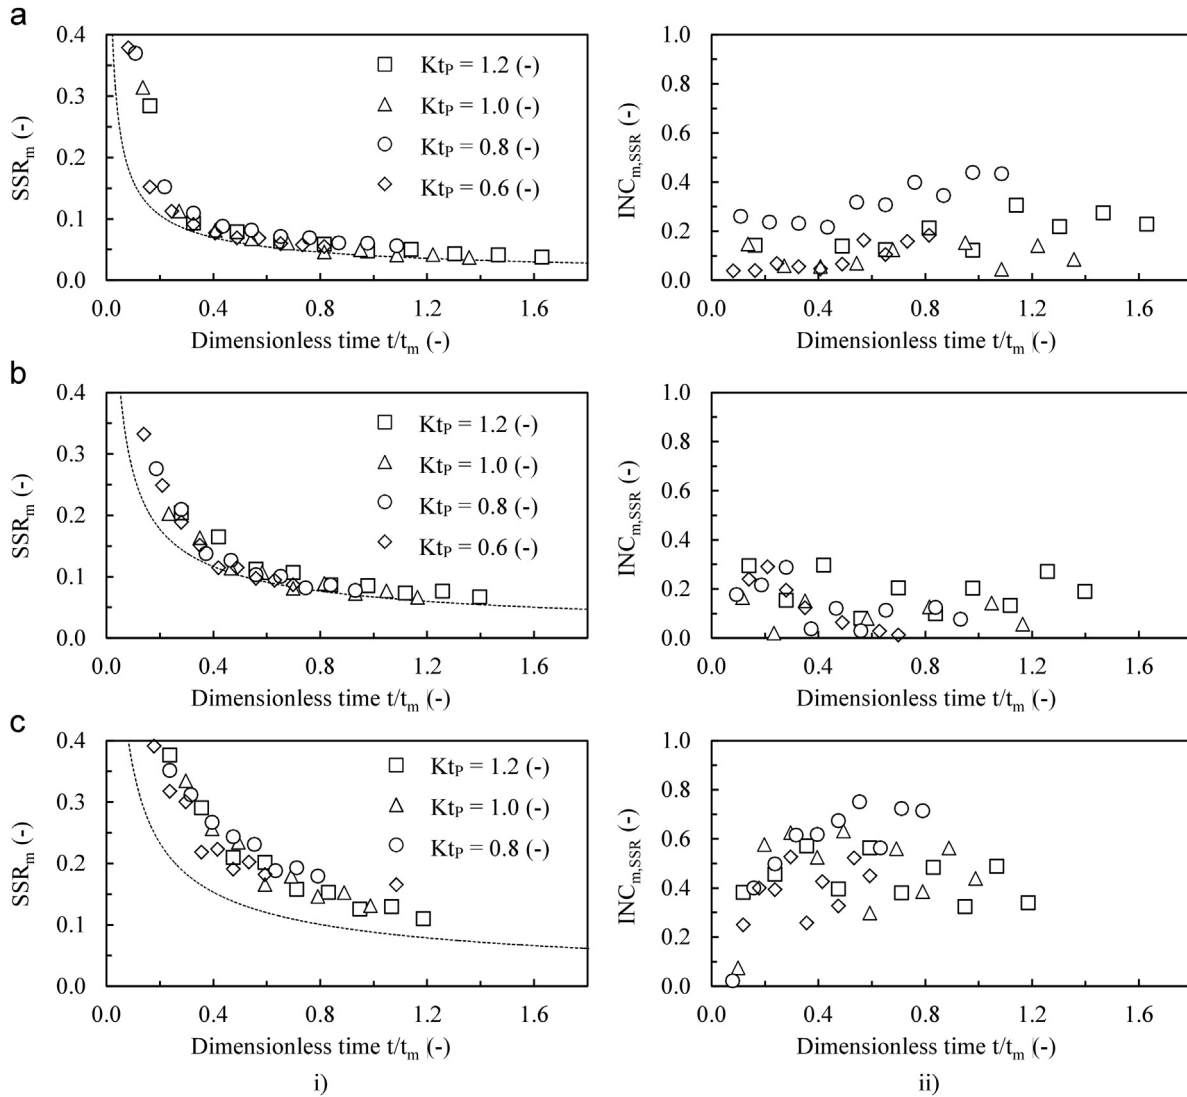 a
0.4
0.3
0.2
0.1
0.0
SSRm (-)
KtP = 1.2 (-)
KtP = 1.0 (-)
KtP = 0.8 (-)
KtP = 0.6 (-)
0.0 0.4 0.8 1.2 1.6
Dimensionless time t/tm (-)
1.0
0.8
0.6
0.4
0.2
0.0
INCm,SSR (-)
0.0 0.4 0.8 1.2 1.6
Dimensionless time t/tm (-)
b
0.4
0.3
0.2
0.1
0.0
SSRm (-)
KtP = 1.2 (-)
KtP = 1.0 (-)
KtP = 0.8 (-)
KtP = 0.6 (-)
0.0 0.4 0.8 1.2 1.6
Dimensionless time t/tm (-)
1.0
0.8
0.6
0.4
0.2
0.0
INCm,SSR (-)
0.0 0.4 0.8 1.2 1.6
Dimensionless time t/tm (-)
c
0.4
0.3
0.2
0.1
0.0
SSRm (-)
KtP = 1.2 (-)
KtP = 1.0 (-)
KtP = 0.8 (-)
0.0 0.4 0.8 1.2 1.6
Dimensionless time t/tm (-)
i)
1.0
0.8
0.6
0.4
0.2
0.0
INCm,SSR (-)
0.0 0.4 0.8 1.2 1.6
Dimensionless time t/tm (-)
ii)